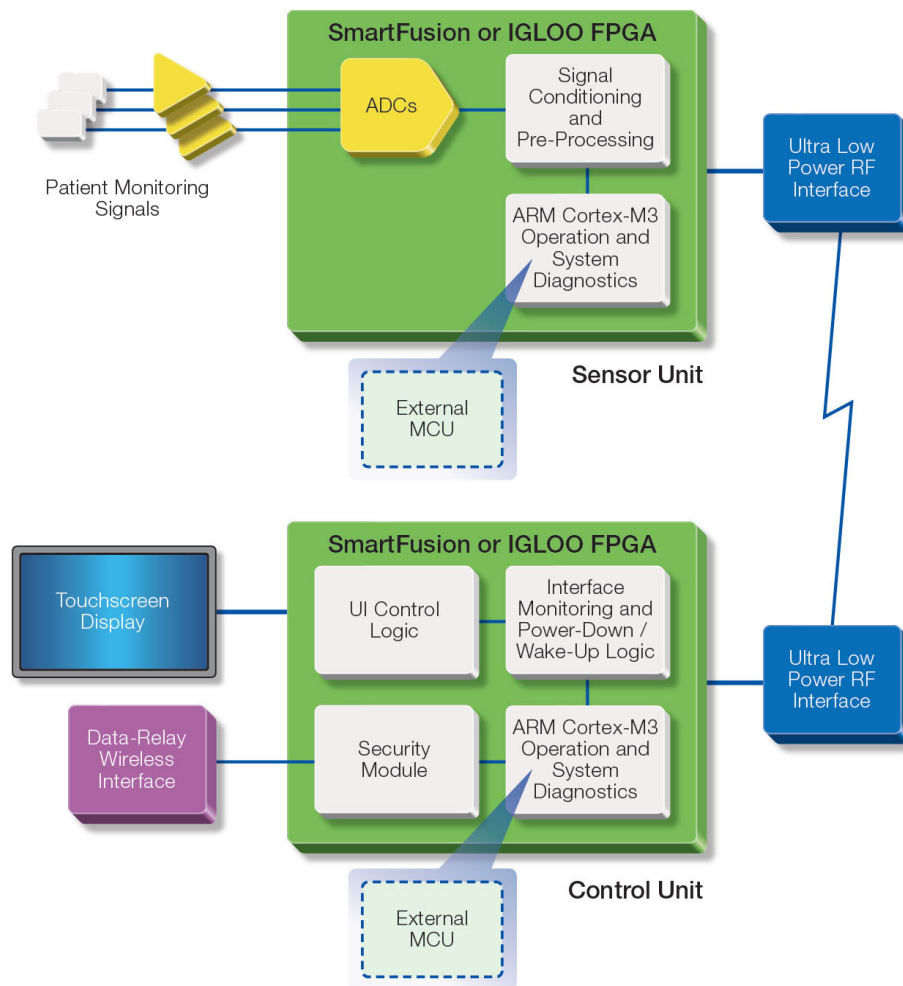 SmartFusion or IGLOO FPGA
ADCs
Signal
Conditioning
and
Pre-Processing
Ultra Low
Power RF
Interface
Patient Monitoring
Signals
ARM Cortex-M3
Operation and
System
Diagnostics
Sensor Unit
External
MCU
SmartFusion or IGLOO FPGA
Touchscreen
Display
UI Control
Logic
Interface
Monitoring and
Power-Down /
Wake-Up Logic
Ultra Low
Power RF
Interface
Data-Relay
Wireless
Interface
Security
Module
ARM Cortex-M3
Operation and
System
Diagnostics
Control Unit
External
MCU